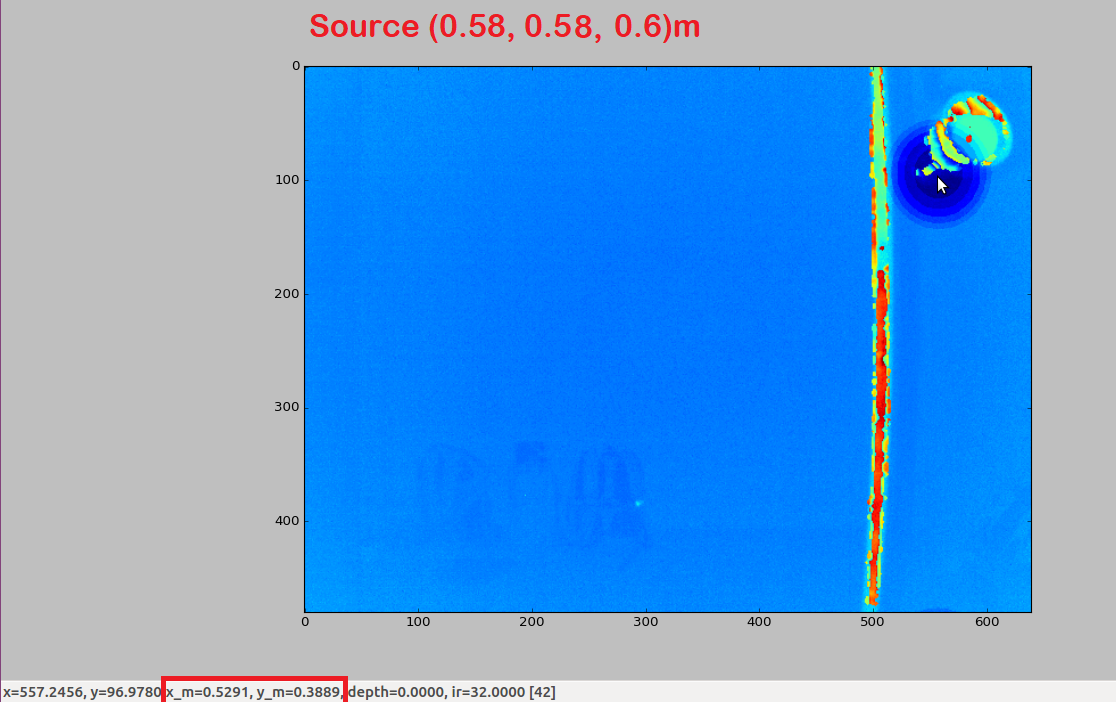 Source (0.58, 0.58, 0.6)m
0
100
200
300
400
0 100 200 300 400 500 600
x=557.2456, y=96.9780 x_m=0.5291, y_m=0.3889, depth=0.0000, ir=32.0000 [42]